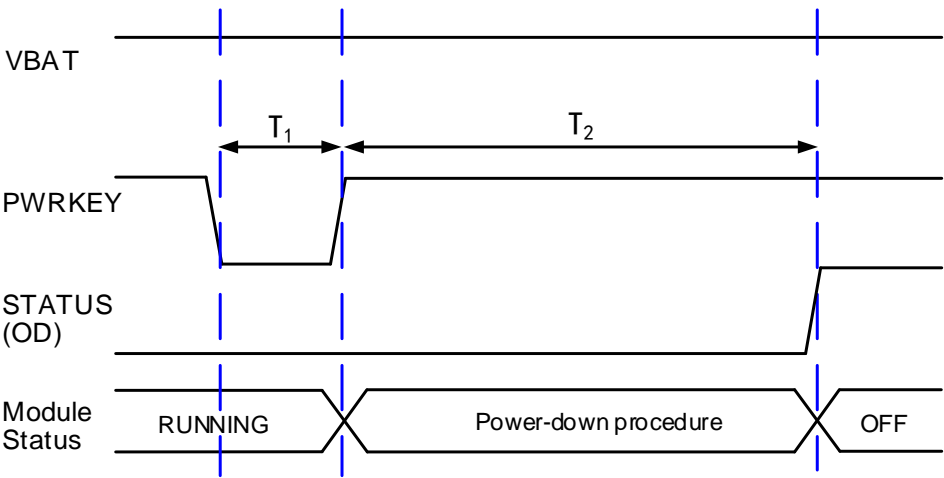 VBAT
T₁
T₂
PWRKEY
STATUS
(OD)
Module
Status
RUNNING
Power-down procedure
OFF